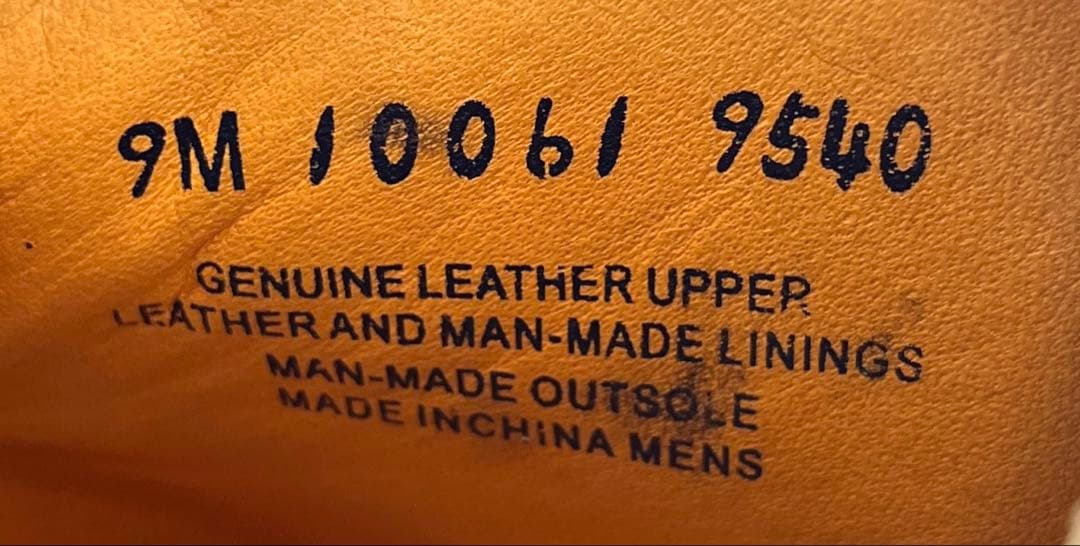 9M 10061 9540
GENUINE LEATHER UPPER
LEATHER AND MAN-MADE LININGS
MAN-MADE OUTSOLE
MADE INCHINA MENS